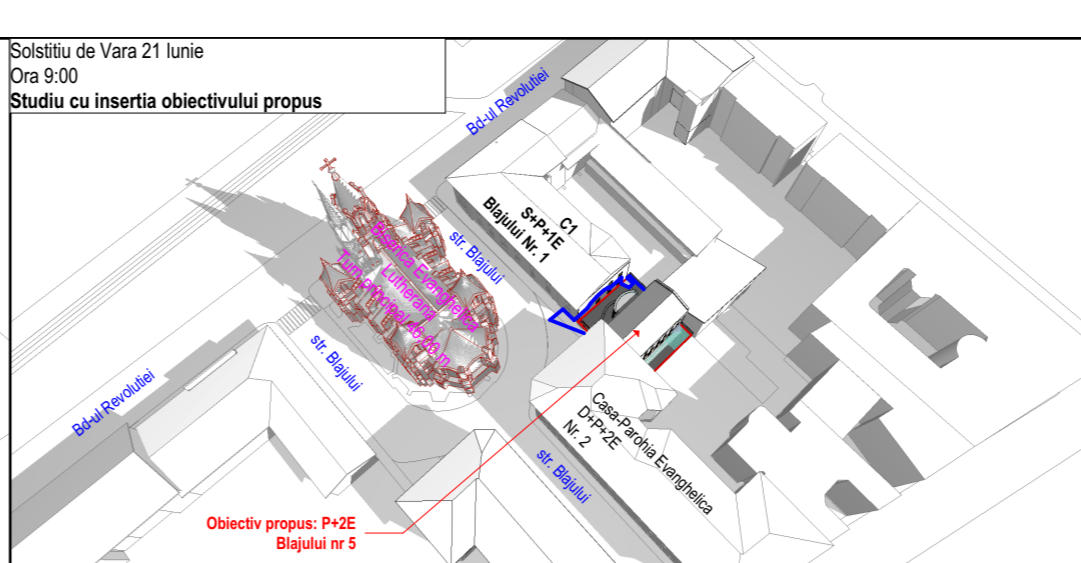 Solstitiu de Vara 21 Iunie
Ora 9:00
Studiu cu insertia obiectivului propus
Bd-ul Revolutiei
C1
S+P+1E
Blajului Nr. 1
str. Blajului
Biserica Evanghelica
Lutherana
Turn principal
str. Blajului
Bd-ul Revolutiei
Casa-Parohia Evanghelica
D+P+2E
Nr. 2
str. Blajului
Obiectiv propus: P+2E
Blajului nr 5